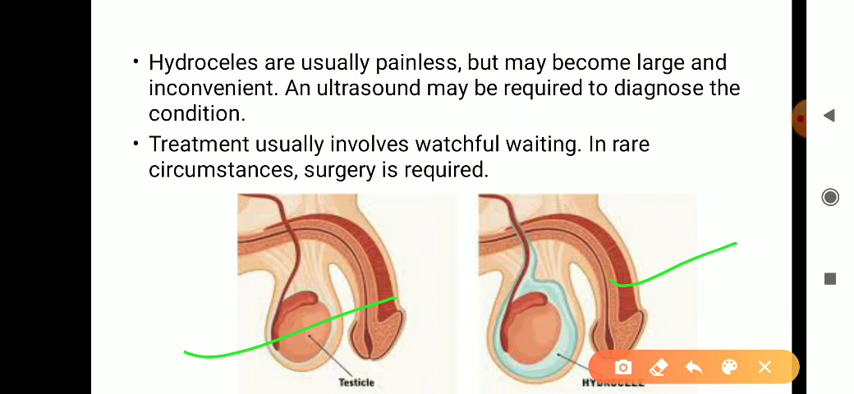 • Hydroceles are usually painless, but may become large and
inconvenient. An ultrasound may be required to diagnose the
condition.
• Treatment usually involves watchful waiting. In rare
circumstances, surgery is required.
Testicle
HYDROCELE